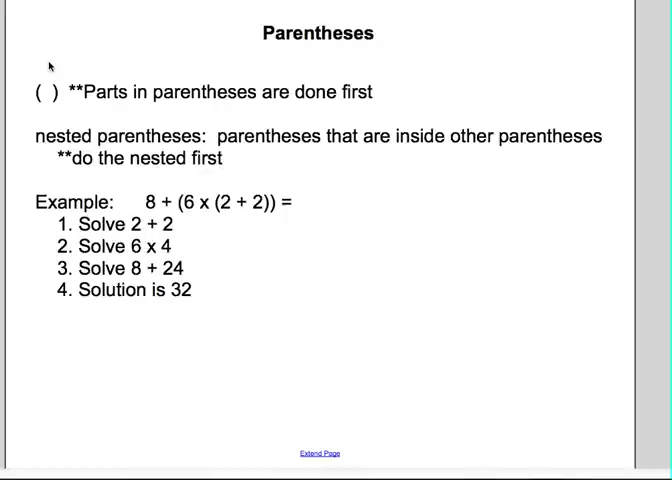 Parentheses
( ) **Parts in parentheses are done first
nested parentheses: parentheses that are inside other parentheses
**do the nested first
Example: 8 + (6 x (2 + 2)) =
1. Solve 2 + 2
2. Solve 6 x 4
3. Solve 8 + 24
4. Solution is 32
Extend Page